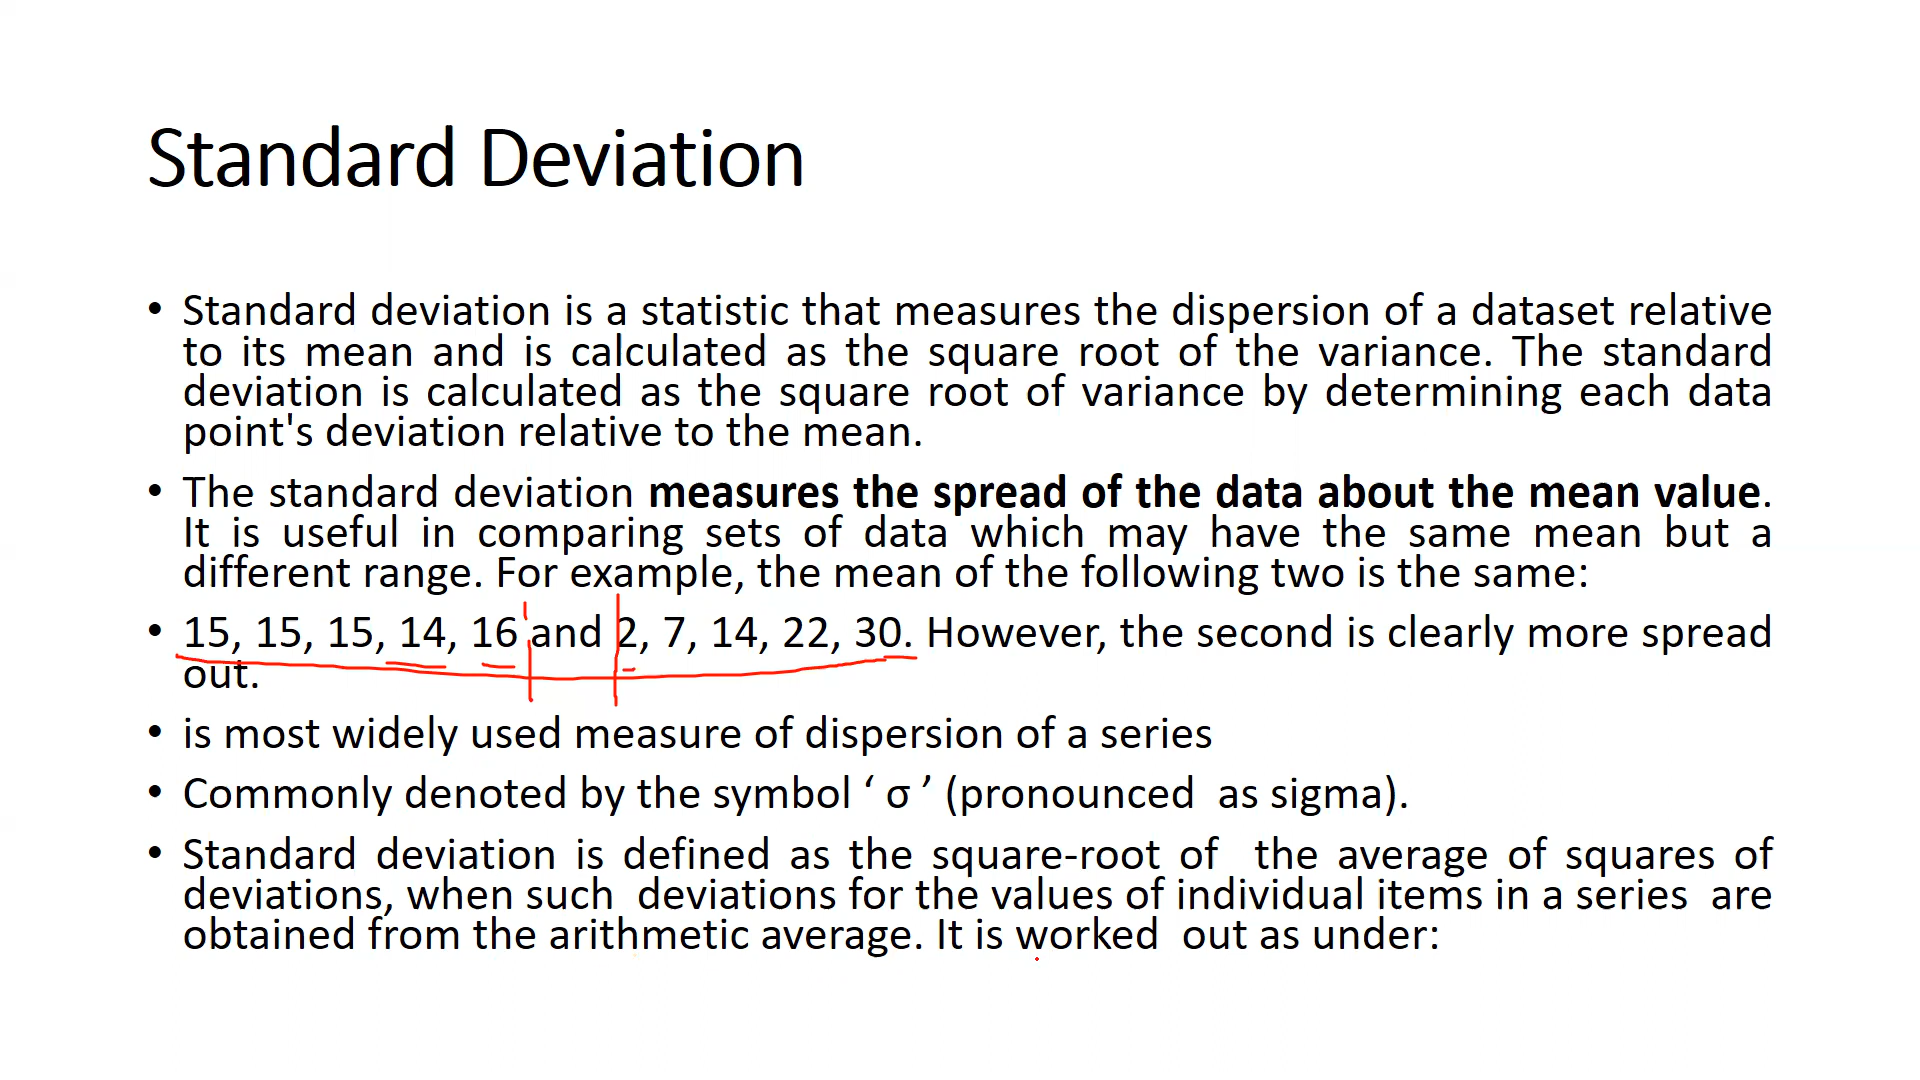 Standard Deviation
• Standard deviation is a statistic that measures the dispersion of a dataset relative
to its mean and is calculated as the square root of the variance. The standard
deviation is calculated as the square root of variance by determining each data
point's deviation relative to the mean.
• The standard deviation measures the spread of the data about the mean value.
It is useful in comparing sets of data which may have the same mean but a
different range. For example, the mean of the following two is the same:
• 15, 15, 15, 14, 16 and 2, 7, 14, 22, 30. However, the second is clearly more spread
out.
• is most widely used measure of dispersion of a series
• Commonly denoted by the symbol ‘ σ ’ (pronounced as sigma).
• Standard deviation is defined as the square-root of the average of squares of
deviations, when such deviations for the values of individual items in a series are
obtained from the arithmetic average. It is worked out as under: